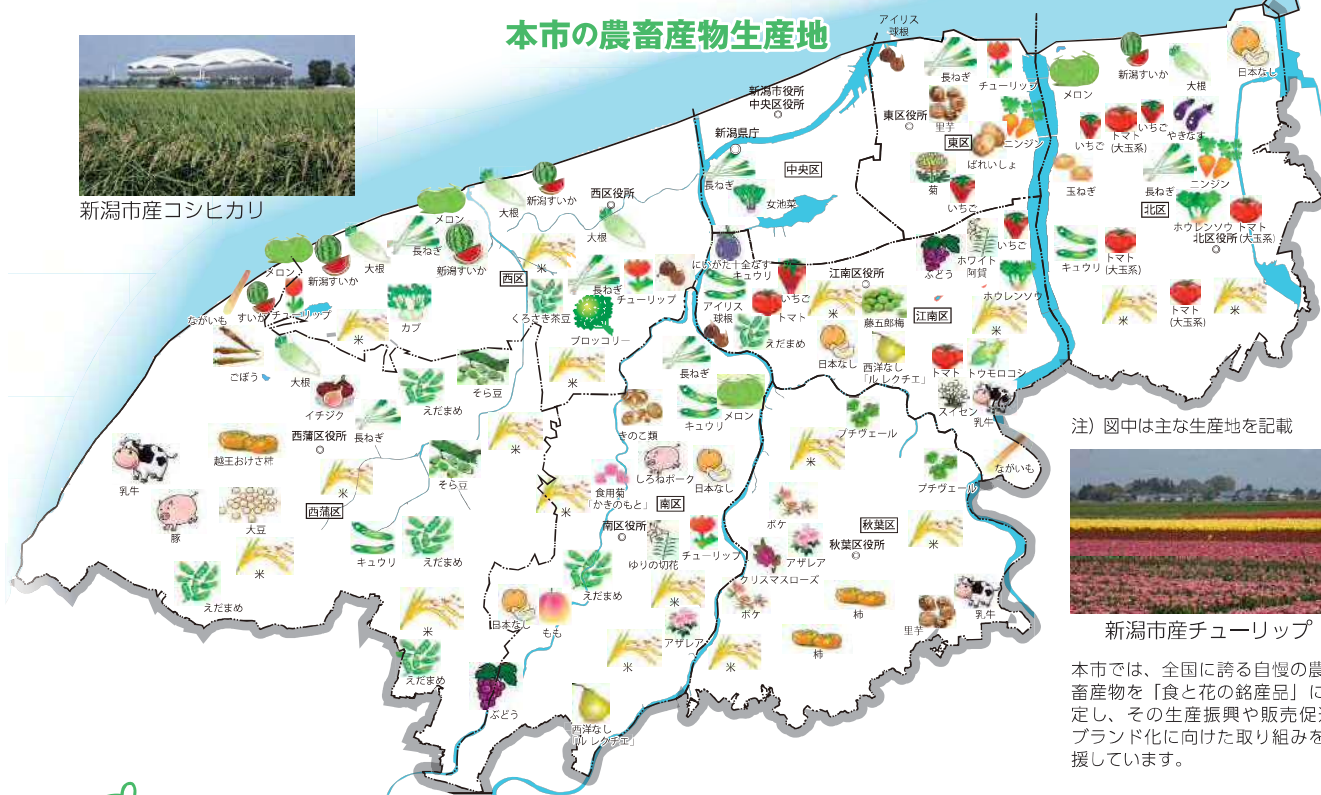 本市の農畜産物生産地
新潟市産コシヒカリ
アイリス
球根
長ねぎ
チューリップ
メロン
新潟すいか
大根
日本なし
新潟市役所
中央区役所
新潟県庁
東区役所
里芋
東区
ニンジン
ばれいしょ
いちご
トマト
(大玉系)
いちご
やきなす
中央区
長ねぎ
女池菜
菊
いちご
玉ねぎ
長ねぎ
ニンジン
北区
ホウレンソウ
トマト
(大玉系)
北区役所
キュウリ
トマト
(大玉系)
米
トマト
(大玉系)
米
メロン
大根
新潟すいか
西区役所
大根
長ねぎ
新潟すいか
米
西区
メロン
新潟すいか
大根
ながいも
すいか
チューリップ
米
カブ
くろさき茶豆
長ねぎ
チューリップ
ブロッコリー
米
にいがた十全なす
キュウリ
アイリス
球根
いちご
トマト
えだまめ
江南区役所
米
藤五郎梅
日本なし
西洋なし
「ル レクチエ」
ぶどう
ホワイト
阿賀
いちご
ホウレンソウ
江南区
米
トマト
トウモロコシ
スイセン
乳牛
ごぼう
大根
イチジク
えだまめ
そら豆
長ねぎ
西蒲区役所
越王おけさ柿
乳牛
豚
大豆
米
西蒲区
米
そら豆
米
キュウリ
えだまめ
えだまめ
米
えだまめ
長ねぎ
キュウリ
メロン
きのこ類
しろねポーク
日本なし
食用菊
「かきのもと」
米
南区
南区役所
ゆりの切花
チューリップ
えだまめ
米
日本なし
もも
アザレア
米
ぶどう
西洋なし
「ル レクチエ」
プチヴェール
米
プチヴェール
ながいも
ボケ
アザレア
クリスマスローズ
秋葉区
秋葉区役所
米
ボケ
柿
柿
米
里芋
乳牛
注）図中は主な生産地を記載
新潟市産チューリップ
本市では、全国に誇る自慢の農
畜産物を「食と花の銘産品」に
定し、その生産振興や販売促
ブランド化に向けた取り組みを
援しています。